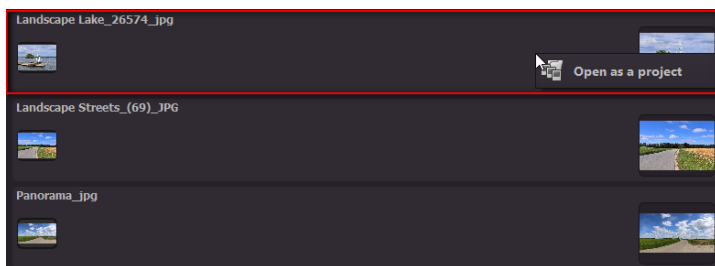 Landscape Lake_26574_jpg
Open as a project
Landscape Streets_(69)_JPG
Panorama_jpg